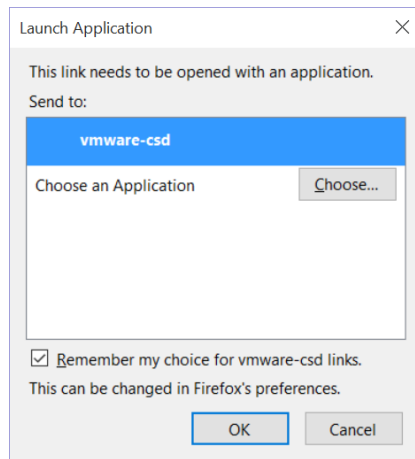 Launch Application
This link needs to be opened with an application.
Send to:
vmware-csd
Choose an Application
Choose...
Remember my choice for vmware-csd links.
This can be changed in Firefox's preferences.
OK
Cancel